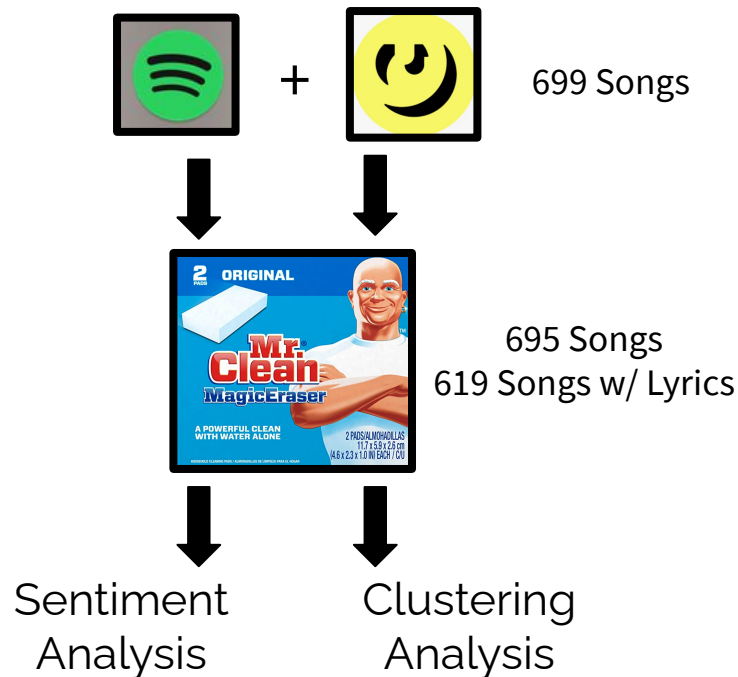 +
699 Songs
2 ORIGINAL
PADS
Mr.
Clean
MagicEraser
A POWERFUL CLEAN
WITH WATER ALONE
2 PADS/ALMOHADILLAS
11.7 x 5.9 x 2.6 cm
(4.6 x 2.3 x 1.0 IN) EACH / C/U
695 Songs
619 Songs w/ Lyrics
Sentiment
Analysis
Clustering
Analysis